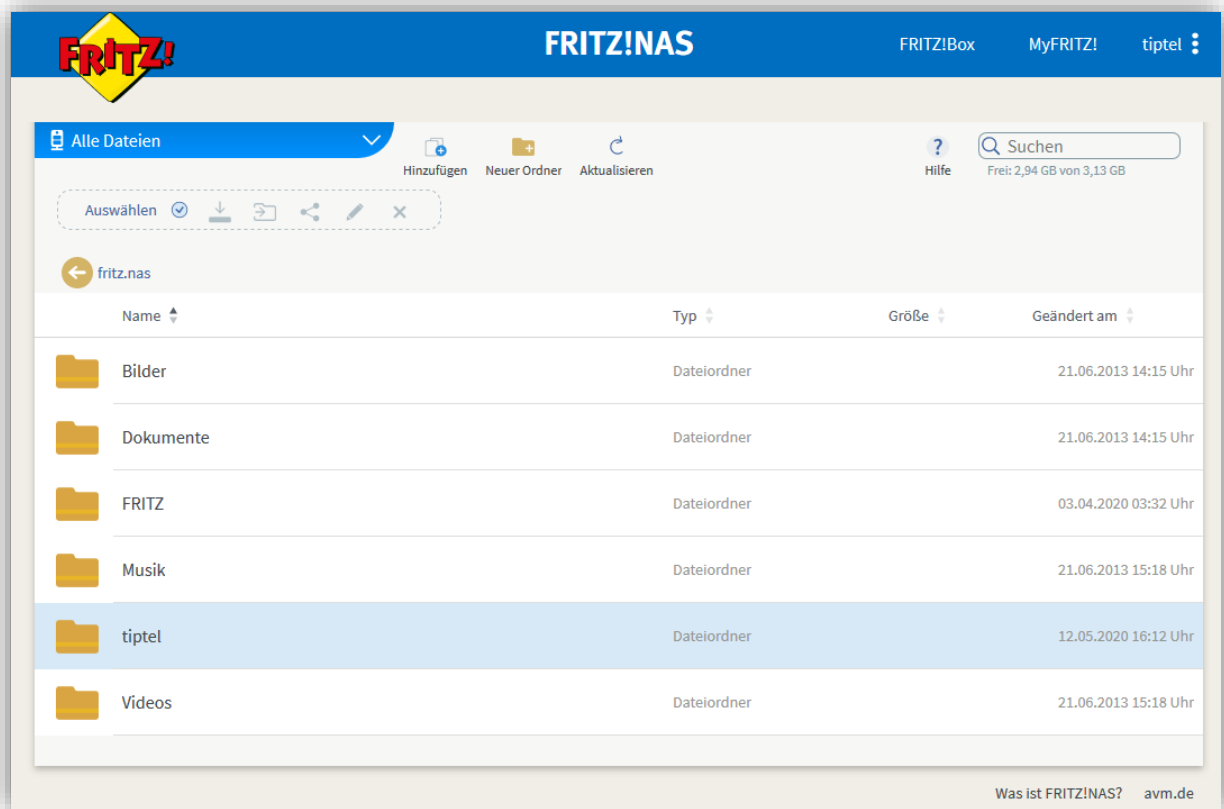 FRITZ!
FRITZ!NAS
FRITZ!Box MyFRITZ! tiptel
Alle Dateien
Hinzufügen Neuer Ordner Aktualisieren
? Hilfe
Suchen
Frei: 2,94 GB von 3,13 GB
Auswählen
fritz.nas
Name Typ Größe Geändert am
Bilder Dateiordner 21.06.2013 14:15 Uhr
Dokumente Dateiordner 21.06.2013 14:15 Uhr
FRITZ Dateiordner 03.04.2020 03:32 Uhr
Musik Dateiordner 21.06.2013 15:18 Uhr
tiptel Dateiordner 12.05.2020 16:12 Uhr
Videos Dateiordner 21.06.2013 15:18 Uhr
Was ist FRITZ!NAS? avm.de